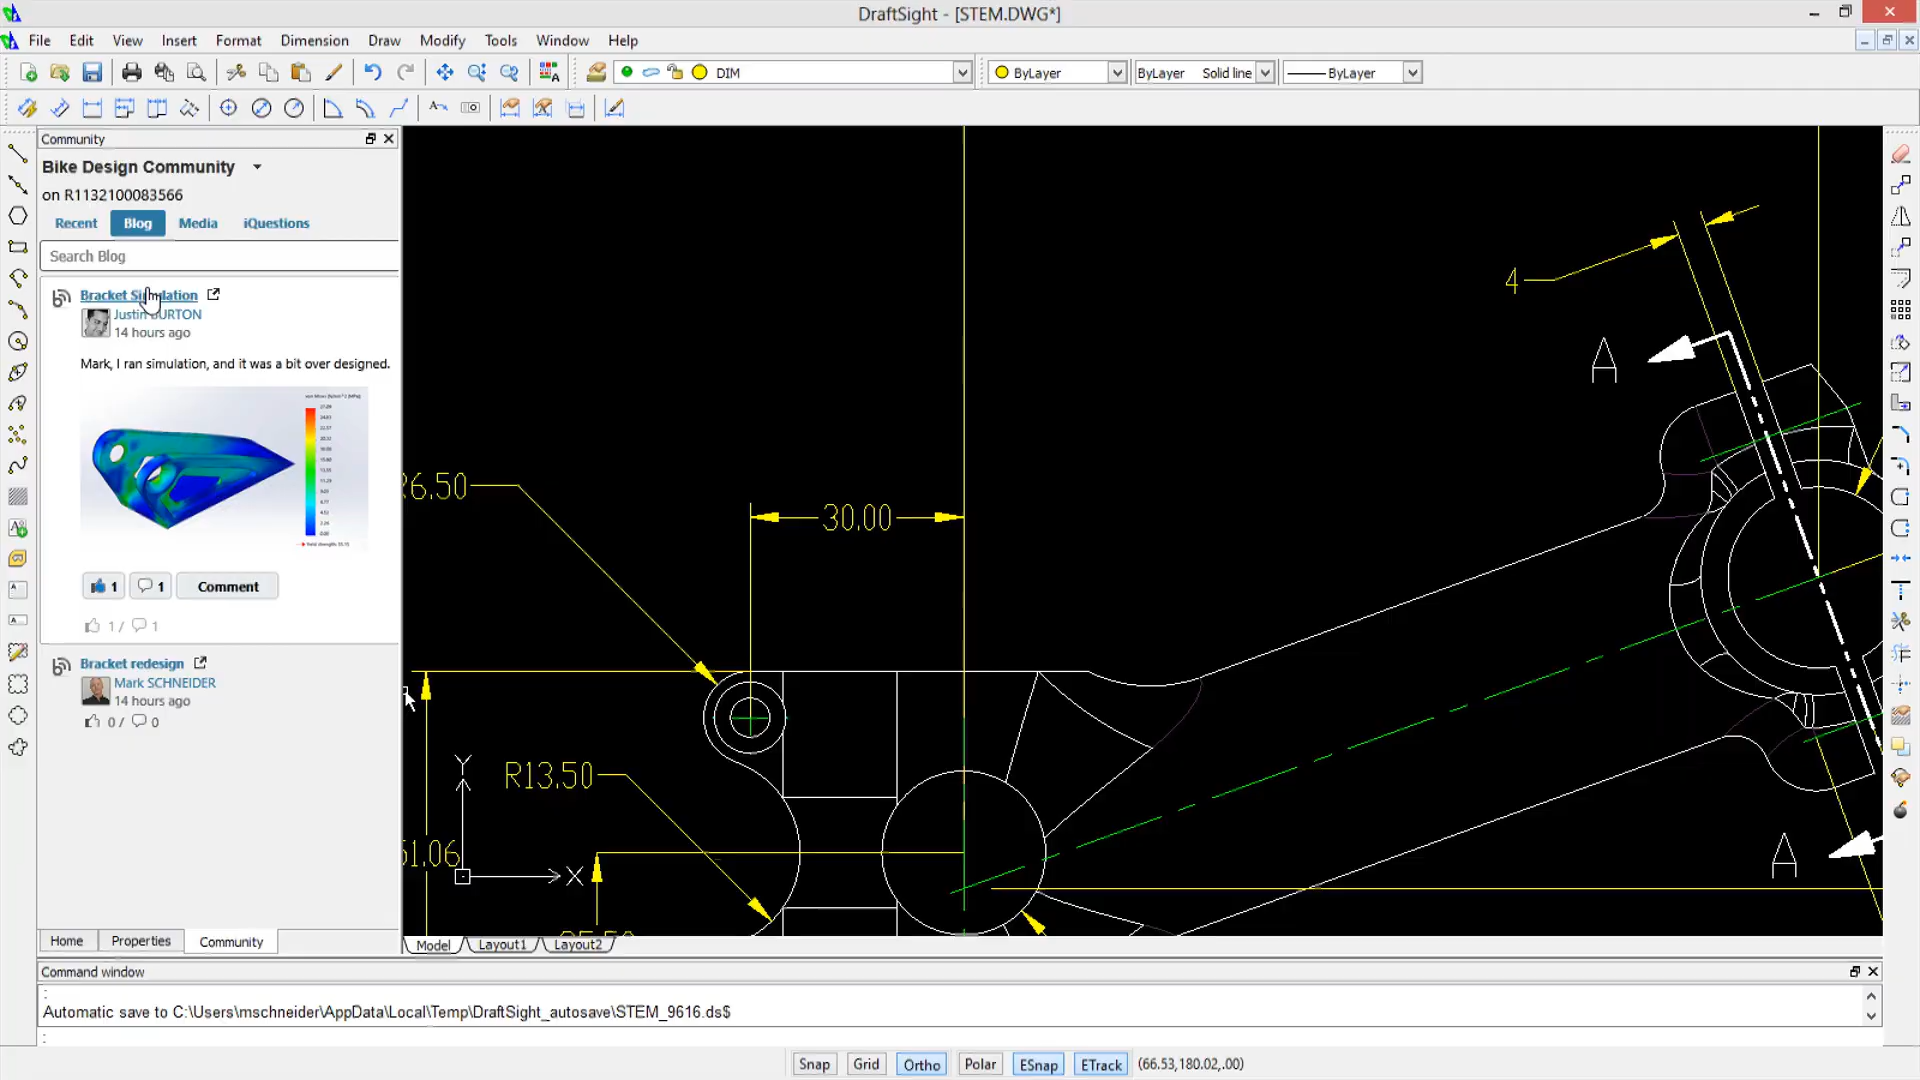 DraftSight - [STEM.DWG*]
File Edit View Insert Format Dimension Draw Modify Tools Window Help
DIM ByLayer ByLayer Solid line ByLayer
Community
Bike Design Community
on R1132100083566
Recent Blog Media iQuestions
Search Blog
Bracket Simulation
Justin BURTON
14 hours ago
Mark, I ran simulation, and it was a bit over designed.
1 1 Comment
1 / 1
Bracket redesign
Mark SCHNEIDER
14 hours ago
0 / 0
4
A
R6.50
30.00
R13.50
Y
X
A
Home Properties Community
Model Layout1 Layout2
Command window
:
Automatic save to C:\Users\mschneider\AppData\Local\Temp\DraftSight_autosave\STEM_9616.ds$
:
Snap Grid Ortho Polar ESnap ETrack (66.53,180.02,.00)